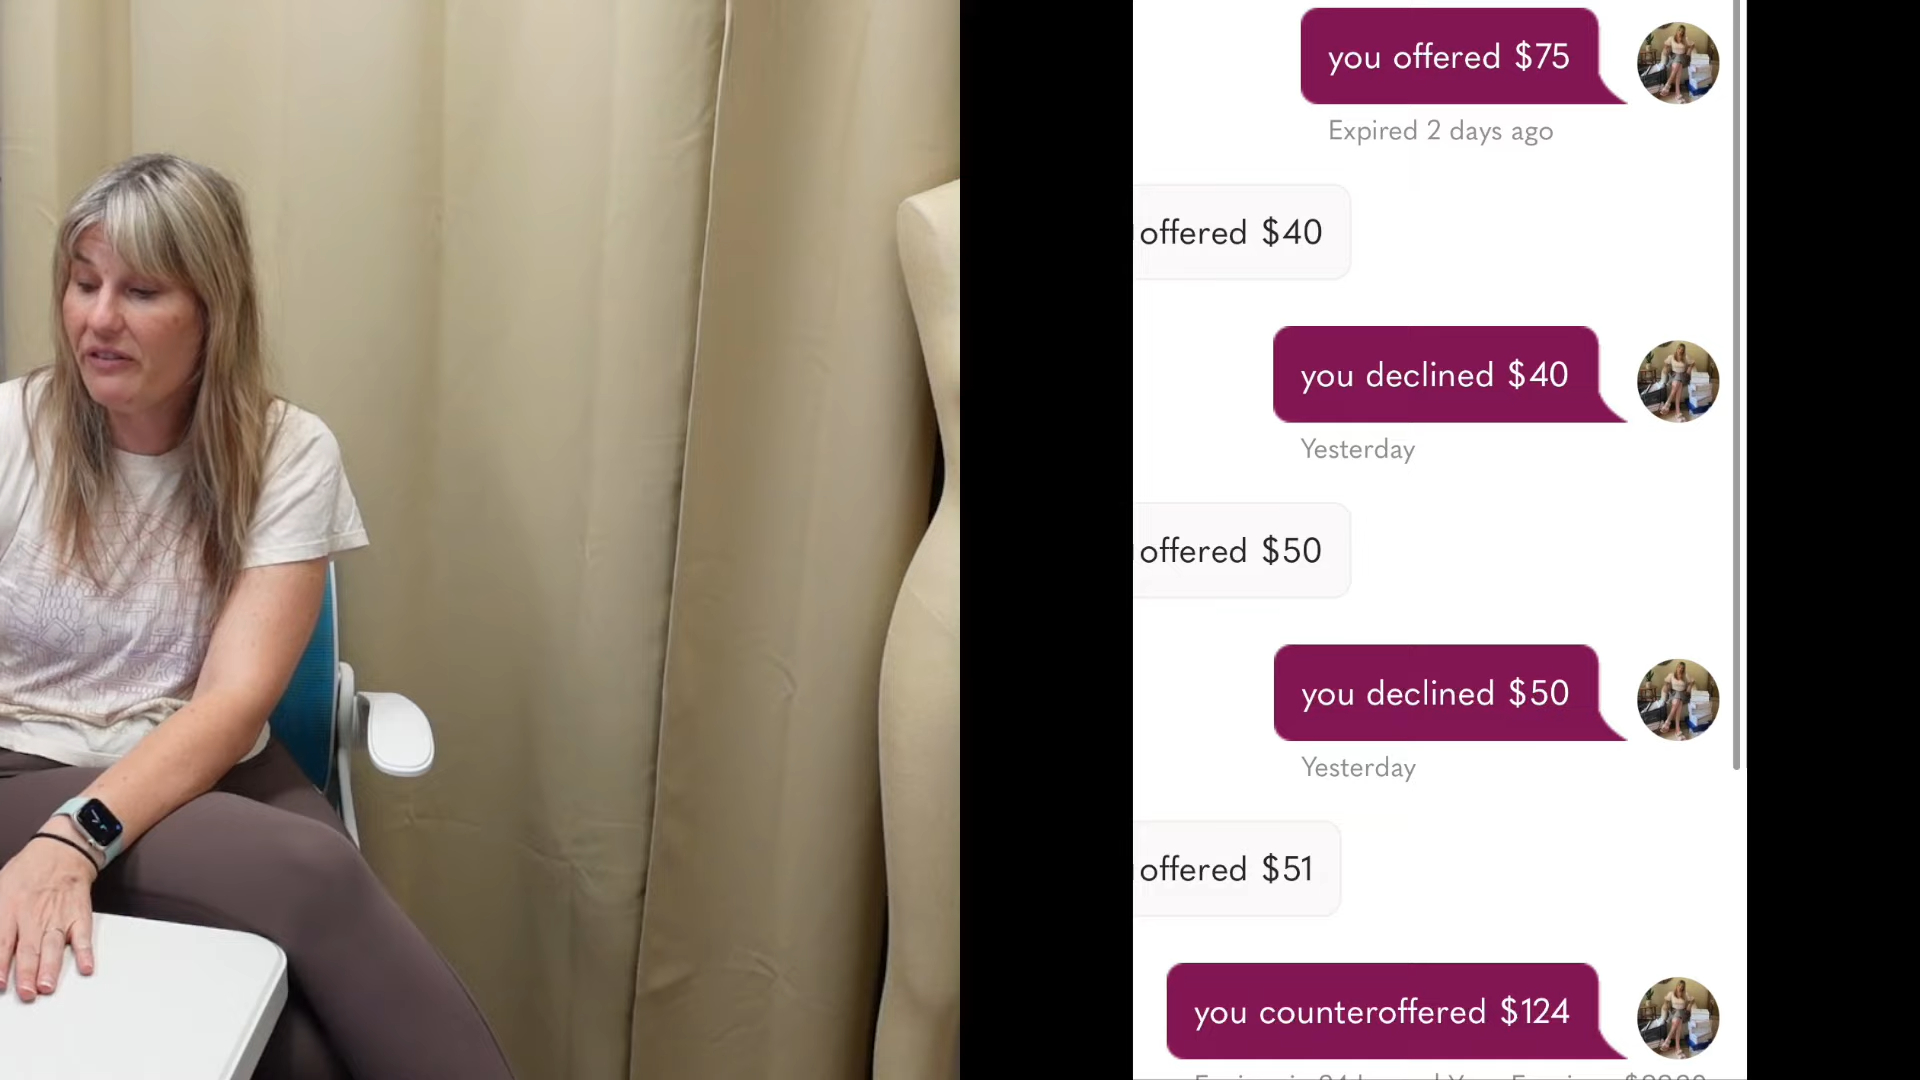 you offered $75
Expired 2 days ago
offered $40
you declined $40
Yesterday
offered $50
you declined $50
Yesterday
offered $51
you counteroffered $124